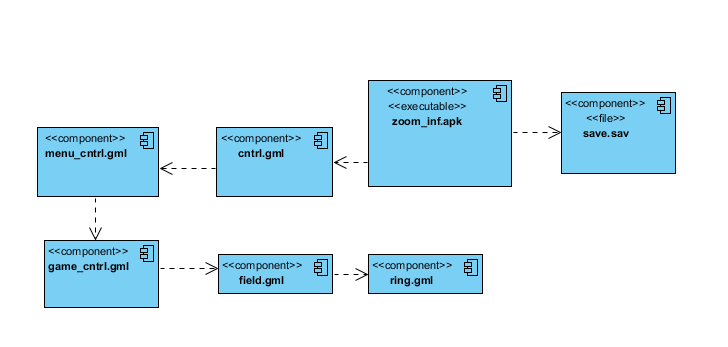 <<component>>
<<executable>>
zoom_inf.apk
<<component>>
<<file>>
save.sav
<<component>>
menu_cntrl.gml
<<component>>
cntrl.gml
<<component>>
game_cntrl.gml
<<component>>
field.gml
<<component>>
ring.gml